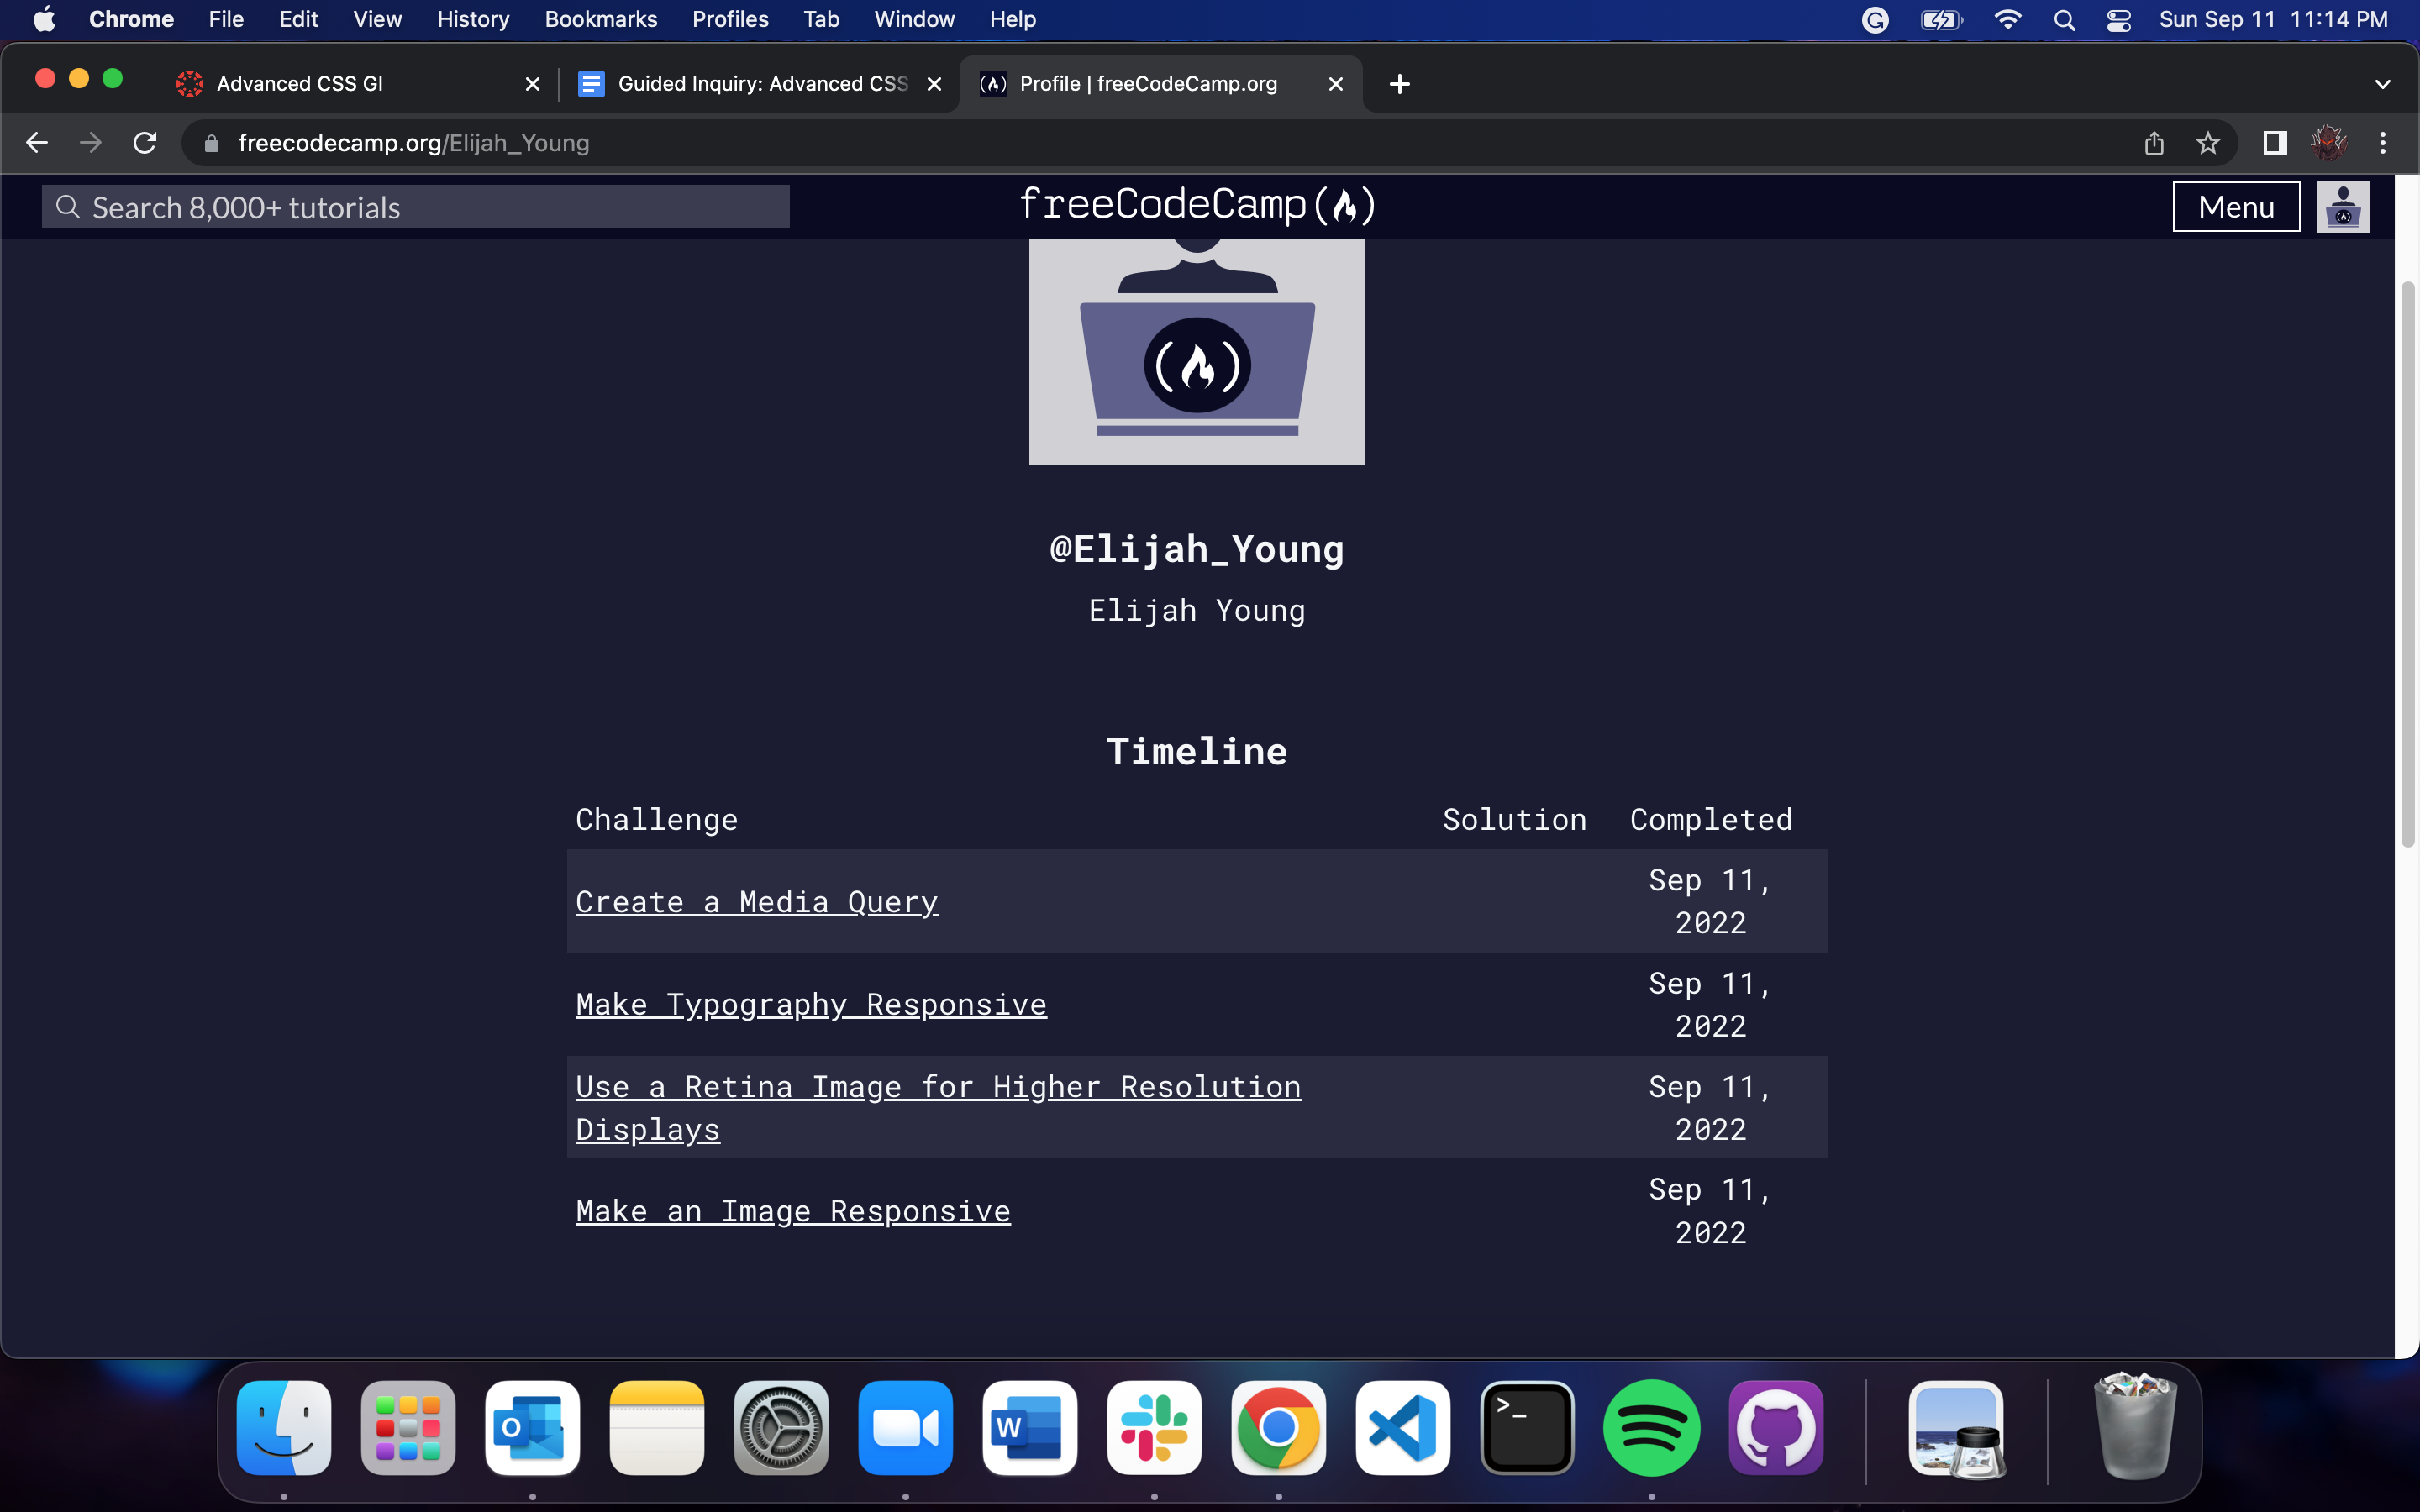 Chrome File Edit View History Bookmarks Profiles Tab Window Help Sun Sep 11 11:14 PM
Advanced CSS GI Guided Inquiry: Advanced CSS Profile | freeCodeCamp.org
freecodecamp.org/Elijah_Young
Search 8,000+ tutorials freeCodeCamp Menu
@Elijah_Young
Elijah Young
Timeline
Challenge Solution Completed
Create a Media Query Sep 11,
2022
Make Typography Responsive Sep 11,
2022
Use a Retina Image for Higher Resolution Sep 11,
Displays 2022
Make an Image Responsive Sep 11,
2022